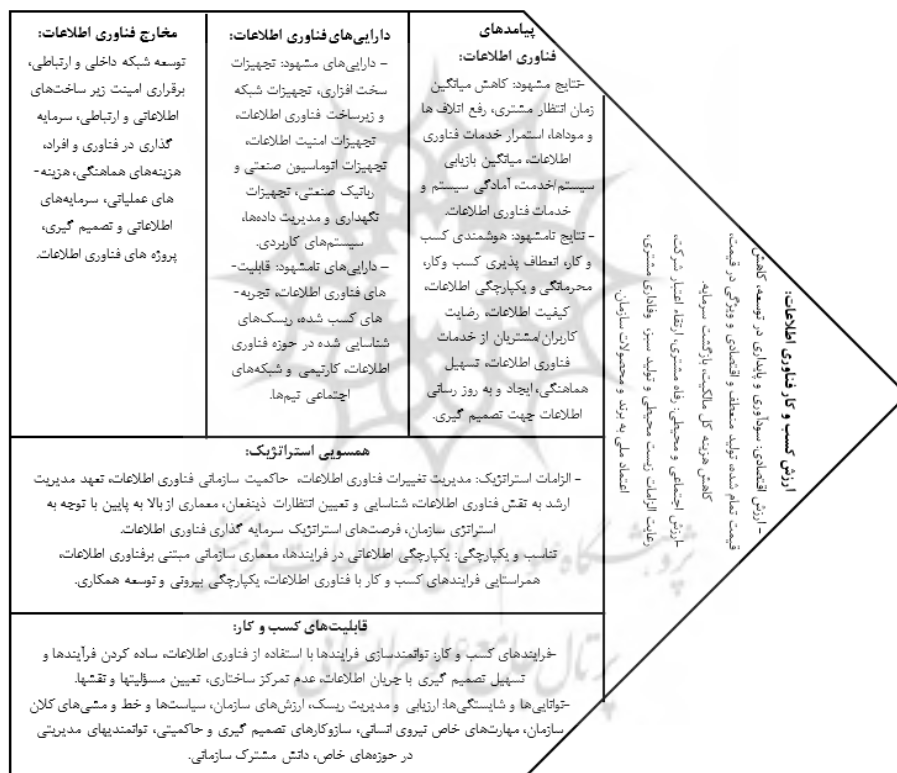 مخارج فناوری اطلاعات:
توسعه شبکه داخلی و ارتباطی،
برقراری امینت زیر ساخت‌های
اطلاعاتی و ارتباطی، سرمایه
گذاری در فناوری و افراد،
هزینه‌های هماهنگی، هزینه-
های عملیاتی، سرمایه‌های
اطلاعاتی و تصمیم گیری،
پروژه های فناوری اطلاعات.
دارایی‌های فناوری اطلاعات:
- دارایی‌های مشهود: تجهیزات
سخت افزاری، تجهیزات شبکه
و زیرساخت فناوری اطلاعات،
تجهیزات امنیت اطلاعات،
تجهیزات اتوماسیون صنعتی و
رباتیک صنعتی، تجهیزات
نگهداری و مدیریت داده‌ها،
سیستم‌های کاربردی.
- دارایی‌های نامشهود: قابلیت-
های فناوری اطلاعات، تجربه-
های کسب شده، ریسک‌های
شناسایی شده در حوزه فناوری
اطلاعات، کارتیمی و شبکه‌های
اجتماعی تیم‌ها.
پیامدهای
فناوری اطلاعات:
-نتایج مشهود: کاهش میانگین
زمان انتظار مشتری، رفع اتلاف ها
و موداها، استمرار خدمات فناوری
اطلاعات، میانگین بازیابی
سیستم/خدمت، آمادگی سیستم و
خدمات فناوری اطلاعات.
- نتایج نامشهود: هوشمندی کسب
و کار، انعطاف پذیری کسب وکار،
محرمانگی و یکپارچگی اطلاعات،
کیفیت اطلاعات، رضایت
کاربران/مشتریان از خدمات
فناوری اطلاعات، تسهیل
هماهنگی، ایجاد و به روز رسانی
اطلاعات جهت تصمیم گیری.
ارزش کسب و کار فناوری اطلاعات:
- ارزش اقتصادی: سودآوری و پایداری در توسعه، کاهش
قیمت تمام شده، تولید منعطف و اقتصادی و ویژگی در قیمت،
کاهش هزینه کل مالکیت، بازگشت سرمایه.
-ارزش اجتماعی و محیطی: رفاه مشتری، ارتقاء اعتبار شرکت،
رعایت الزامات زیست محیطی و تولید سبز، وفاداری مشتری،
اعتماد ملی به برند و محصولات سازمان.
همسویی استراتژیک:
- الزامات استراتژیک: مدیریت تغییرات فناوری اطلاعات، حاکمیت سازمانی فناوری اطلاعات، تعهد مدیریت
ارشد به نقش فناوری اطلاعات، شناسایی و تعیین انتظارات ذینفعان، معماری از بالا به پایین با توجه به
استراتژی سازمان، فرصت‌های استراتژیک سرمایه گذاری فناوری اطلاعات.
تناسب و یکپارچگی: یکپارچگی اطلاعاتی در فرایندها، معماری سازمانی مبتنی برفناوری اطلاعات،
همراستایی فرایندهای کسب و کار با فناوری اطلاعات، یکپارچگی بیرونی و توسعه همکاری.
پژوهشگاه علوم انسانی و مطالعات فرهنگی
پرتال جامع علوم انسانی
قابلیت‌های کسب و کار:
-فرایندهای کسب و کار: توانمندسازی فرایندها با استفاده از فناوری اطلاعات، ساده کردن فرآیندها و
تسهیل تصمیم گیری با جریان اطلاعات، عدم تمرکز ساختاری، تعیین مسؤلیتها و نقشها.
-توانایی‌ها و شایستگی‌ها: ارزیابی و مدیریت ریسک، ارزش‌های سازمان، سیاست‌ها و خط و مشی‌های کلان
سازمان، مهارت‌های خاص نیروی انسانی، سازوکارهای تصمیم گیری و حاکمیتی، توانمندیهای مدیریتی
در حوزه‌های خاص، دانش مشترک سازمانی.